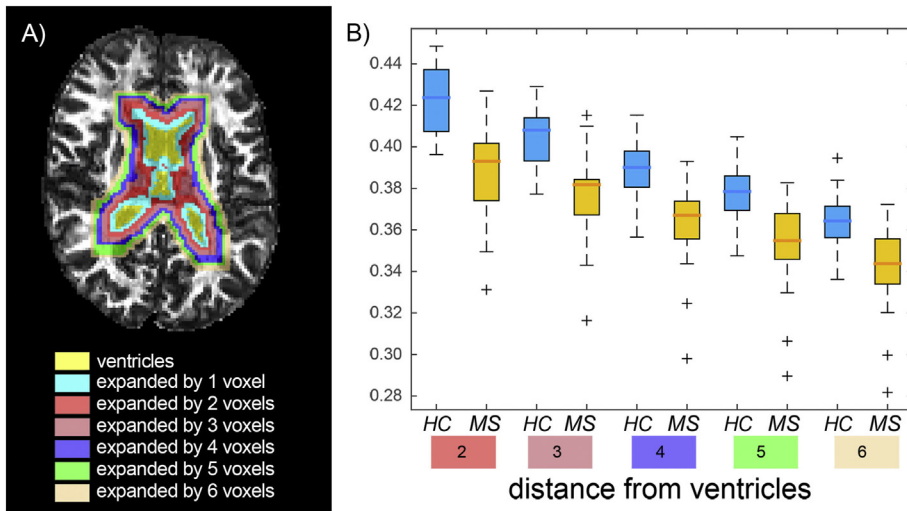 A)
ventricles
expanded by 1 voxel
expanded by 2 voxels
expanded by 3 voxels
expanded by 4 voxels
expanded by 5 voxels
expanded by 6 voxels
B)
0.44
0.42
0.40
0.38
0.36
0.34
0.32
0.30
0.28
HC MS HC MS HC MS HC MS HC MS
2 3 4 5 6
distance from ventricles